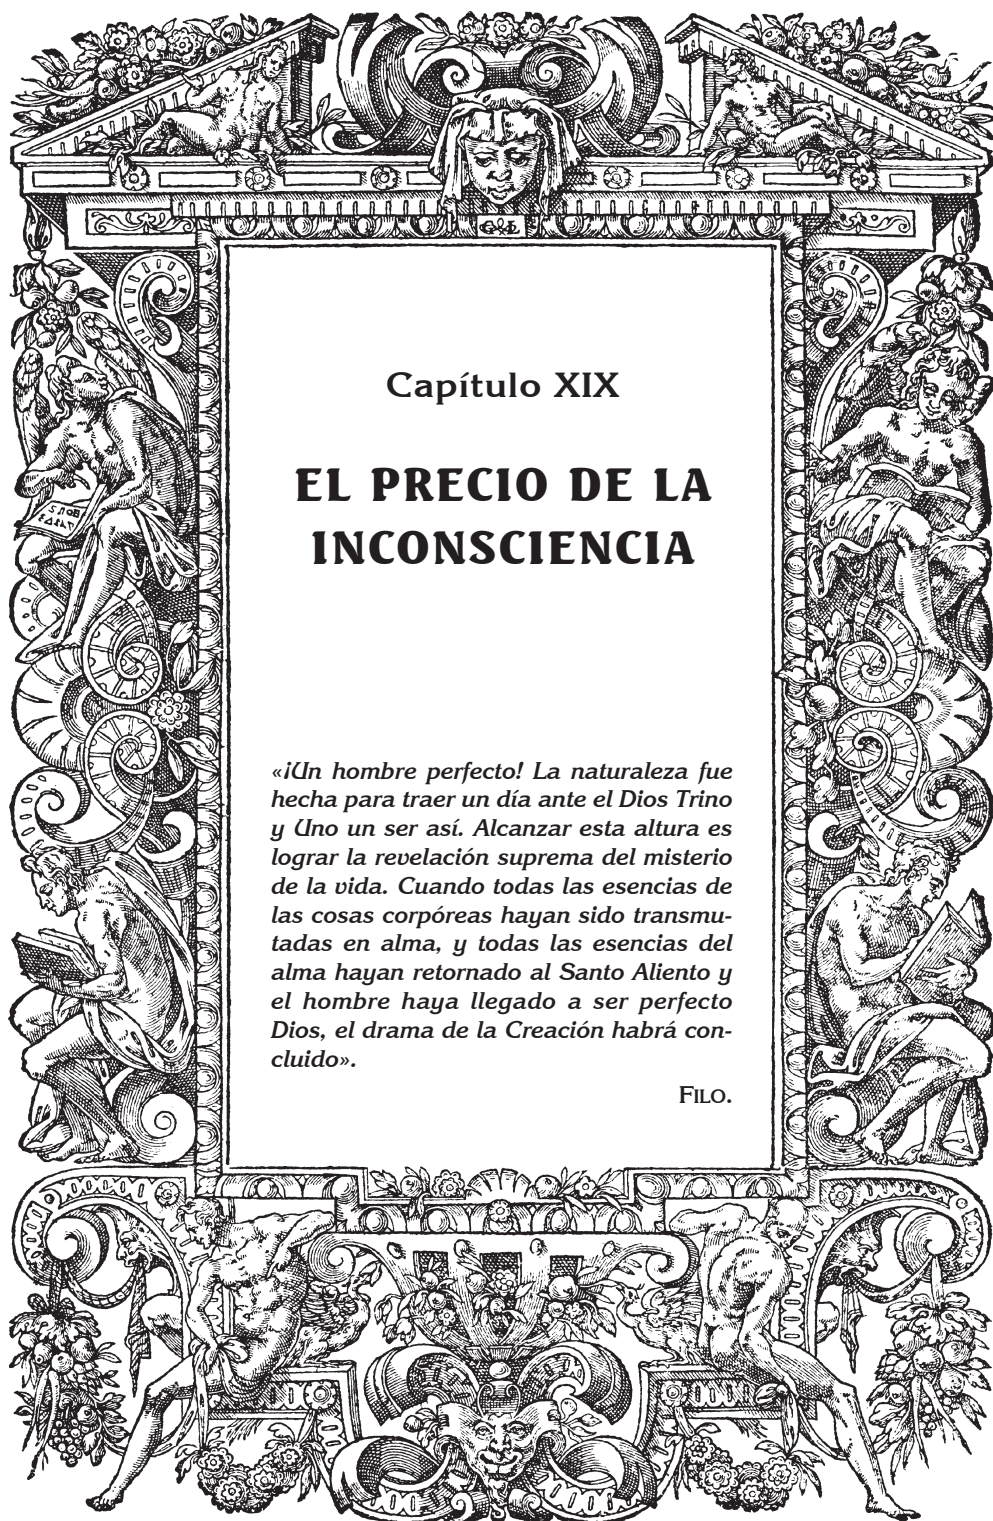 Capítulo XIX
EL PRECIO DE LA
INCONSCIENCIA
«¡Un hombre perfecto! La naturaleza fue
hecha para traer un día ante el Dios Trino
y Uno un ser así. Alcanzar esta altura es
lograr la revelación suprema del misterio
de la vida. Cuando todas las esencias de
las cosas corpóreas hayan sido transmu-
tadas en alma, y todas las esencias del
alma hayan retornado al Santo Aliento y
el hombre haya llegado a ser perfecto
Dios, el drama de la Creación habrá con-
cluido».
FILO.